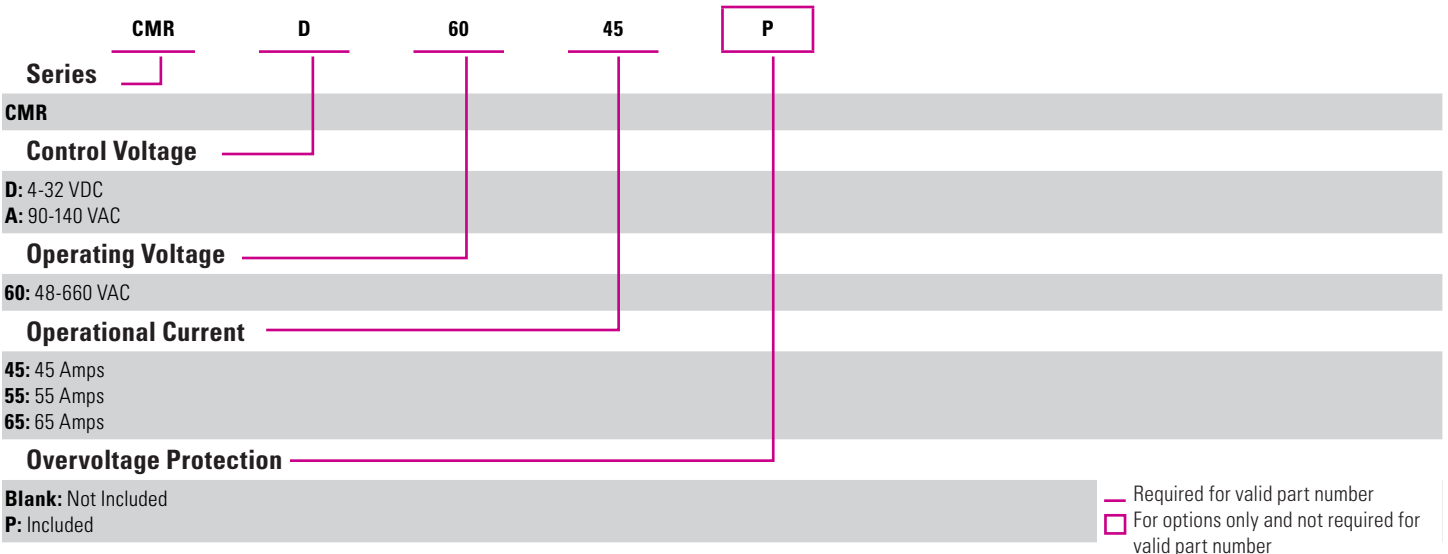 CMR D 60 45 P
Series
CMR
Control Voltage
D: 4-32 VDC
A: 90-140 VAC
Operating Voltage
60: 48-660 VAC
Operational Current
45: 45 Amps
55: 55 Amps
65: 65 Amps
Overvoltage Protection
Blank: Not Included
P: Included
Required for valid part number
For options only and not required for
valid part number